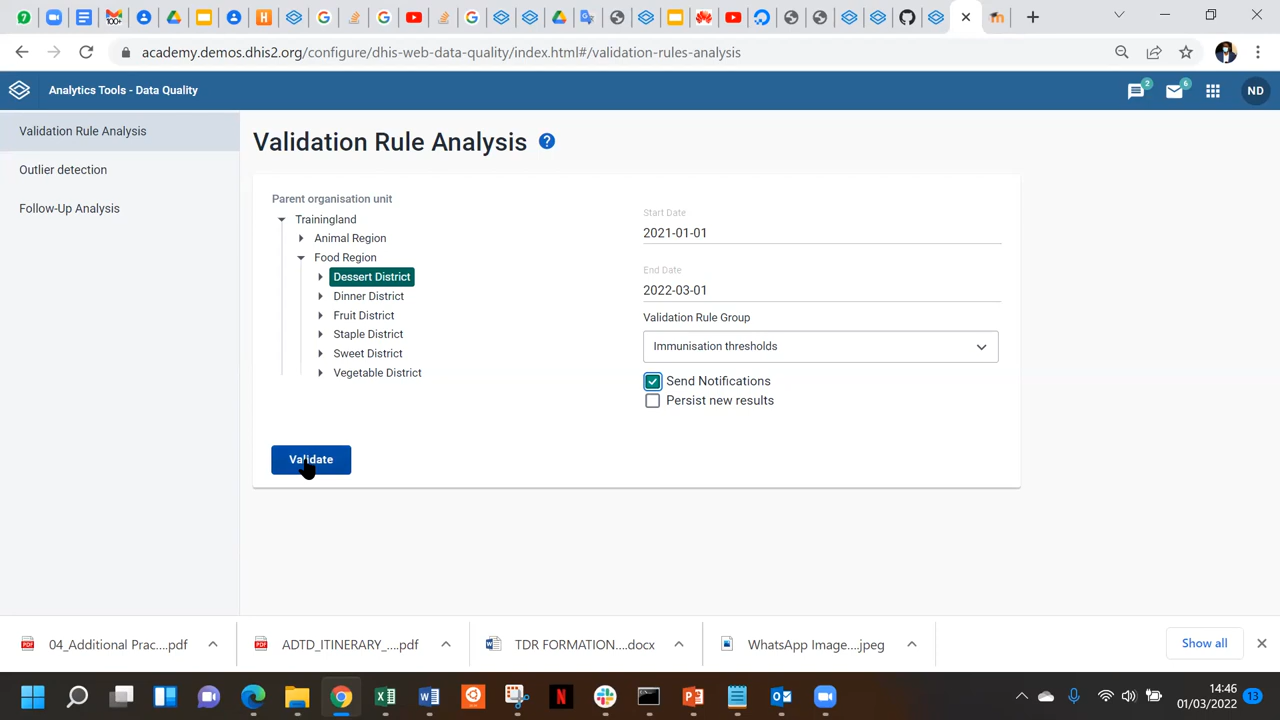 academy.demos.dhis2.org/configure/dhis-web-data-quality/index.html#/validation-rules-analysis
Analytics Tools - Data Quality
2
6
ND
Validation Rule Analysis
Outlier detection
Follow-Up Analysis
Validation Rule Analysis ?
Parent organisation unit
Trainingland
Animal Region
Food Region
Dessert District
Dinner District
Fruit District
Staple District
Sweet District
Vegetable District
Start Date
2021-01-01
End Date
2022-03-01
Validation Rule Group
Immunisation thresholds
Send Notifications
Persist new results
Validate
04_Additional Prac....pdf
ADTD_ITINERARY_....pdf
TDR FORMATION....docx
WhatsApp Image....jpeg
Show all
14:46
01/03/2022
13